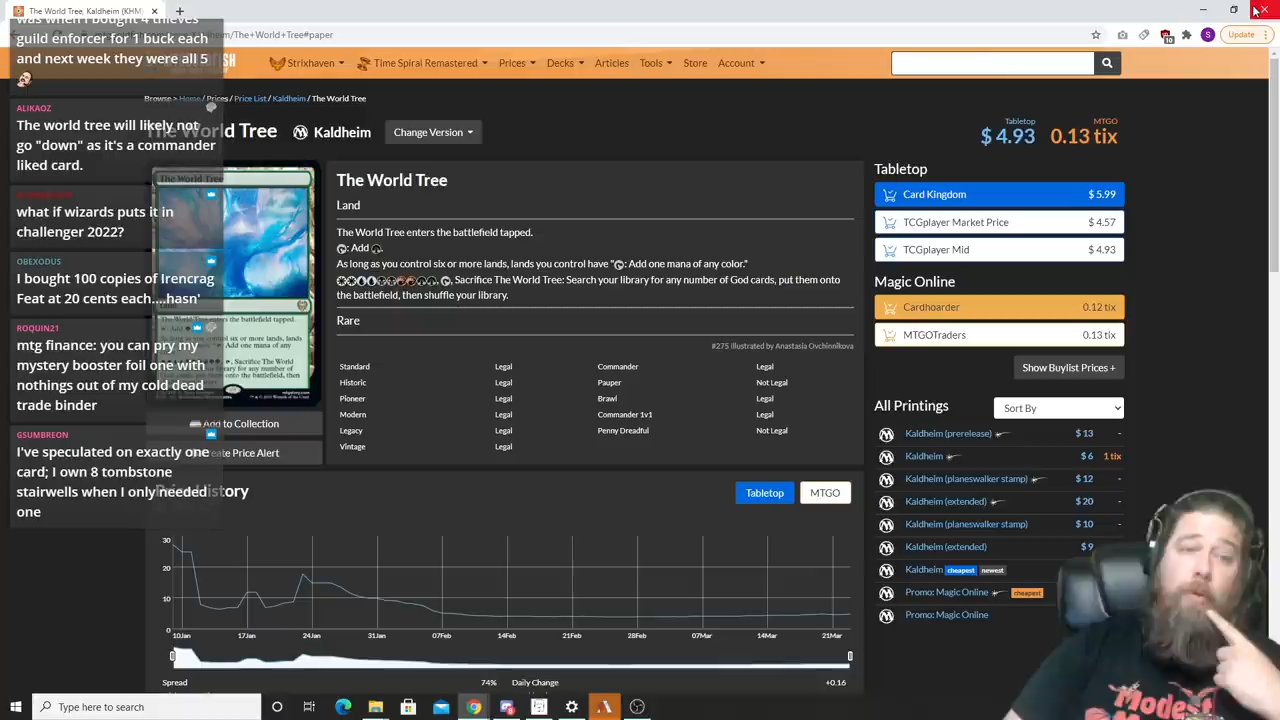 The World Tree, Kaldheim (KHM)
Update
/Kaldheim/The+World+Tree#paper
Strixhaven
Time Spiral Remastered
Prices
Decks
Articles
Tools
Store
Account
Browse > Home / Prices / Price List / Kaldheim / The World Tree
was when I bought 4 thieves
guild enforcer for 1 buck each
and next week they were all 5
ALIKAOZ
The world tree will likely not
go "down" as it's a commander
liked card.
what if wizards puts it in
challenger 2022?
OBEXODUS
I bought 100 copies of Irencrag
Feat at 20 cents each....hasn'
ROQUIN21
mtg finance: you can pry my
mystery booster foil one with
nothings out of my cold dead
trade binder
GSUMBREON
I've speculated on exactly one
card; I own 8 tombstone
stairwells when I only needed
one
The World Tree
Kaldheim
Change Version
Tabletop
$ 4.93
MTGO
0.13 tix
The World Tree
Land
The World Tree enters the battlefield tapped.
: Add .
As long as you control six or more lands, lands you control have ": Add one mana of any color."
, Sacrifice The World Tree: Search your library for any number of God cards, put them onto
the battlefield, then shuffle your library.
Rare
#275 Illustrated by Anastasia Ovchinnikova
Standard Legal
Historic Legal
Pioneer Legal
Modern Legal
Legacy Legal
Vintage Legal
Commander Legal
Pauper Not Legal
Brawl Legal
Commander 1v1 Legal
Penny Dreadful Not Legal
Add to Collection
Create Price Alert
Price History
Tabletop
MTGO
30
20
10
0
10Jan 17Jan 24Jan 31Jan 07Feb 14Feb 21Feb 28Feb 07Mar 14Mar 21Mar
Spread 74% Daily Change +0.16
Tabletop
Card Kingdom $ 5.99
TCGplayer Market Price $ 4.57
TCGplayer Mid $ 4.93
Magic Online
Cardhoarder 0.12 tix
MTGOTraders 0.13 tix
Show Buylist Prices +
All Printings
Sort By
Kaldheim (prerelease) $ 13 -
Kaldheim $ 6 1 tix
Kaldheim (planeswalker stamp) $ 12 -
Kaldheim (extended) $ 20 -
Kaldheim (planeswalker stamp) $ 10 -
Kaldheim (extended) $ 9
Kaldheim cheapest newest
Promo: Magic Online cheapest
Promo: Magic Online
Modest
Type here to search